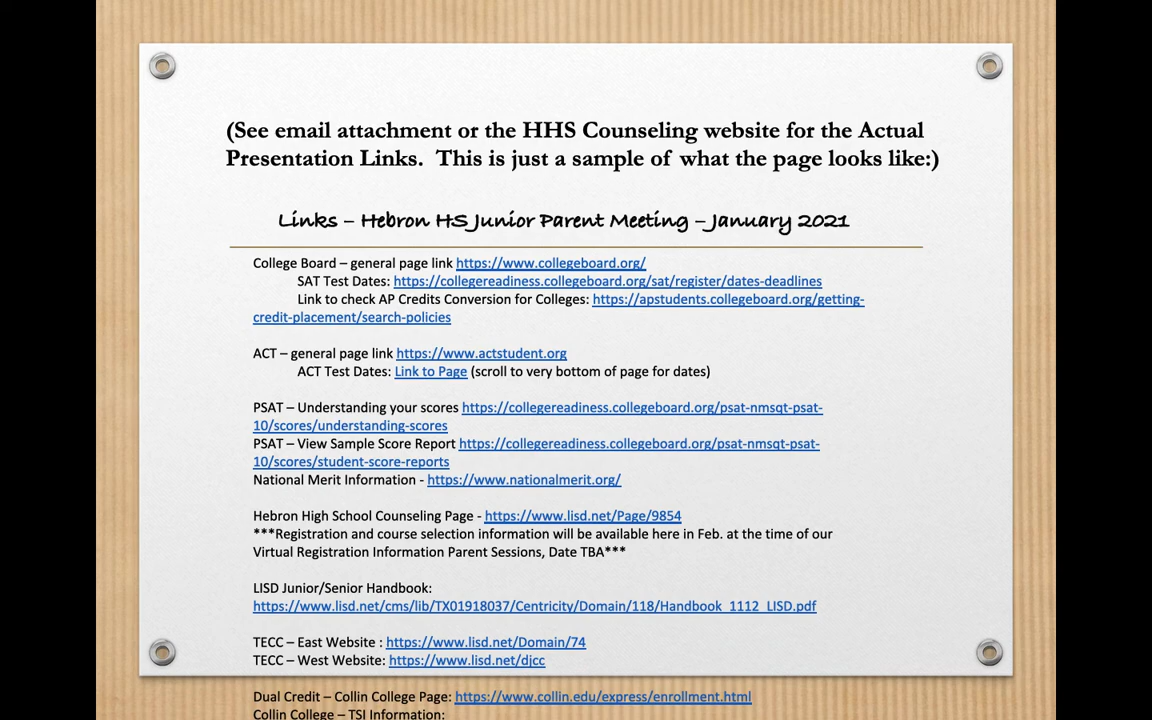 (See email attachment or the HHS Counseling website for the Actual
Presentation Links.  This is just a sample of what the page looks like:)
Links – Hebron HS Junior Parent Meeting – January 2021
College Board – general page link https://www.collegeboard.org/
SAT Test Dates: https://collegereadiness.collegeboard.org/sat/register/dates-deadlines
Link to check AP Credits Conversion for Colleges: https://apstudents.collegeboard.org/getting-
credit-placement/search-policies
ACT – general page link https://www.actstudent.org
ACT Test Dates: Link to Page (scroll to very bottom of page for dates)
PSAT – Understanding your scores https://collegereadiness.collegeboard.org/psat-nmsqt-psat-
10/scores/understanding-scores
PSAT – View Sample Score Report https://collegereadiness.collegeboard.org/psat-nmsqt-psat-
10/scores/student-score-reports
National Merit Information - https://www.nationalmerit.org/
Hebron High School Counseling Page - https://www.lisd.net/Page/9854
***Registration and course selection information will be available here in Feb. at the time of our
Virtual Registration Information Parent Sessions, Date TBA***
LISD Junior/Senior Handbook:
https://www.lisd.net/cms/lib/TX01918037/Centricity/Domain/118/Handbook_1112_LISD.pdf
TECC – East Website : https://www.lisd.net/Domain/74
TECC – West Website: https://www.lisd.net/djcc
Dual Credit – Collin College Page: https://www.collin.edu/express/enrollment.html
Collin College – TSI Information: